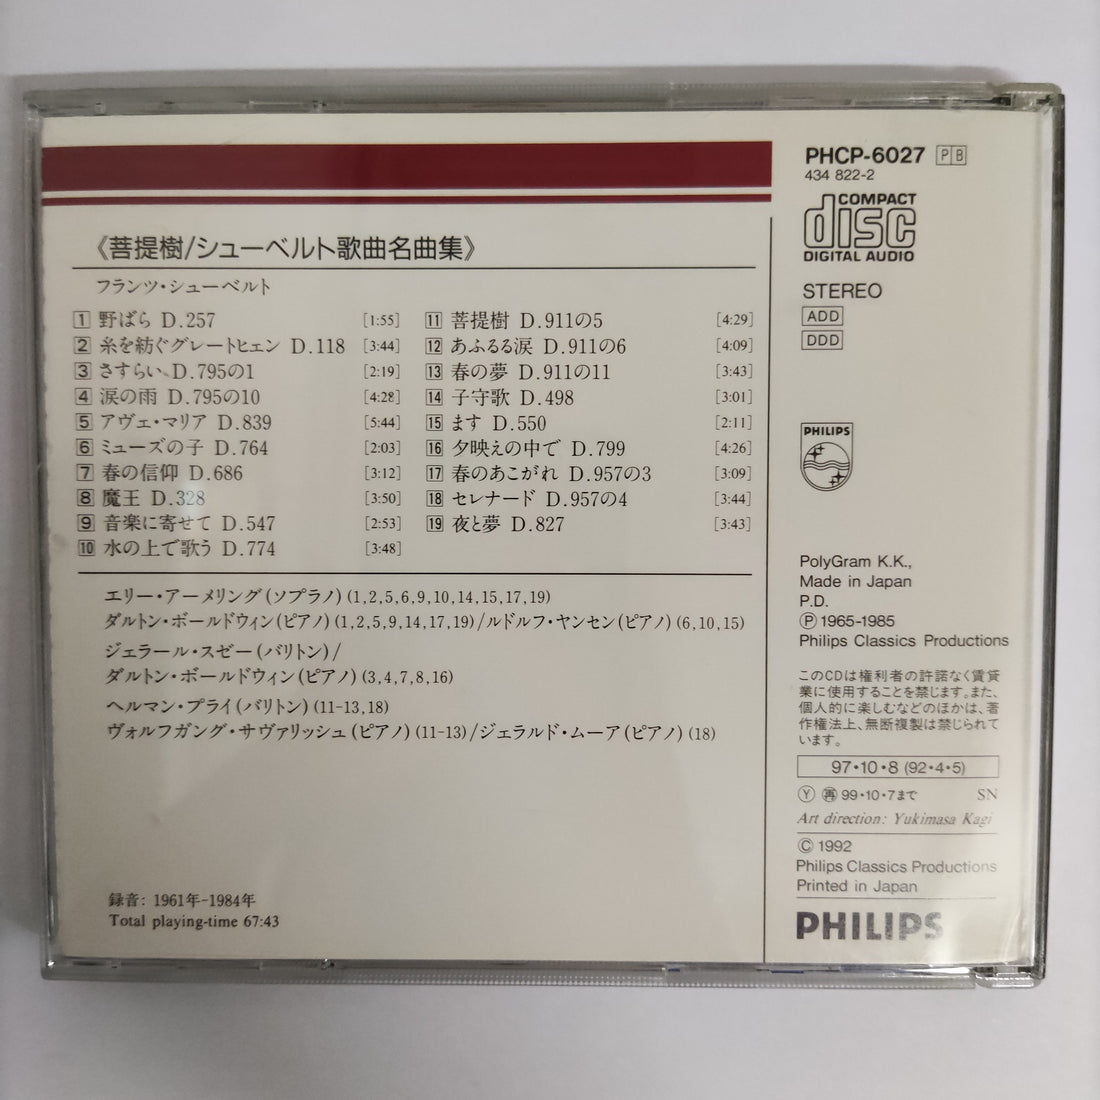 《菩提樹/シューベルト歌曲名曲集》
フランツ・シューベルト
1 野ばら D.257 [1:55]
2 糸を紡ぐグレートヒェン D.118 [3:44]
3 さすらい D.795の1 [2:19]
4 涙の雨 D.795の10 [4:28]
5 アヴェ・マリア D.839 [5:44]
6 ミューズの子 D.764 [2:03]
7 春の信仰 D.686 [3:12]
8 魔王 D.328 [3:50]
9 音楽に寄せて D.547 [2:53]
10 水の上で歌う D.774 [3:48]
11 菩提樹 D.911の5 [4:29]
12 あふるる涙 D.911の6 [4:09]
13 春の夢 D.911の11 [3:43]
14 子守歌 D.498 [3:01]
15 ます D.550 [2:11]
16 夕映えの中で D.799 [4:26]
17 春のあこがれ D.957の3 [3:09]
18 セレナード D.957の4 [3:44]
19 夜と夢 D.827 [3:43]
エリー・アーメリング(ソプラノ)(1,2,5,6,9,10,14,15,17,19)
ダルトン・ボールドウィン(ピアノ)(1,2,5,9,14,17,19)/ルドルフ・ヤンセン(ピアノ)(6,10,15)
ジェラール・スゼー(バリトン)/
ダルトン・ボールドウィン(ピアノ)(3,4,7,8,16)
ヘルマン・プライ(バリトン)(11-13,18)
ヴォルフガング・サヴァリッシュ(ピアノ)(11-13)/ジェラルド・ムーア(ピアノ)(18)
録音: 1961年-1984年
Total playing-time 67:43
PHCP-6027 PB
434 822-2
COMPACT
disc
DIGITAL AUDIO
STEREO
ADD
DDD
PHILIPS
PolyGram K.K.,
Made in Japan
P.D.
Ⓟ 1965-1985
Philips Classics Productions
このCDは権利者の許諾なく賃貸
業に使用することを禁じます。また、
個人的に楽しむなどのほかは、著
作権法上、無断複製は禁じられて
います。
97・10・8 (92・4・5)
Ⓨ ㊢ 99・10・7まで SN
Art direction: Yukimasa Kagi
© 1992
Philips Classics Productions
Printed in Japan
PHILIPS